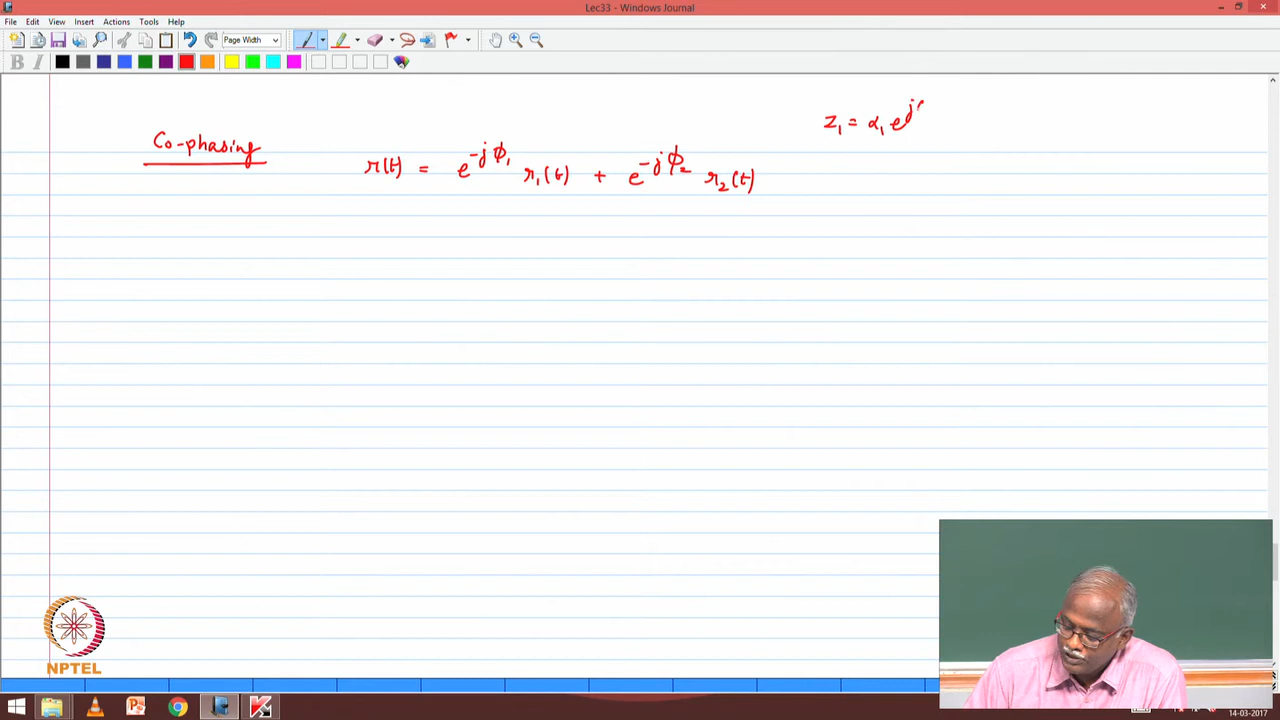 Lec33 - Windows Journal
File Edit View Insert Actions Tools Help
Page Width
B I
z₁ = α₁ e^j
Co-phasing
r(t) = e^{-jϕ₁} r₁(t) + e^{-jϕ₂} r₂(t)
NPTEL
14-03-2017